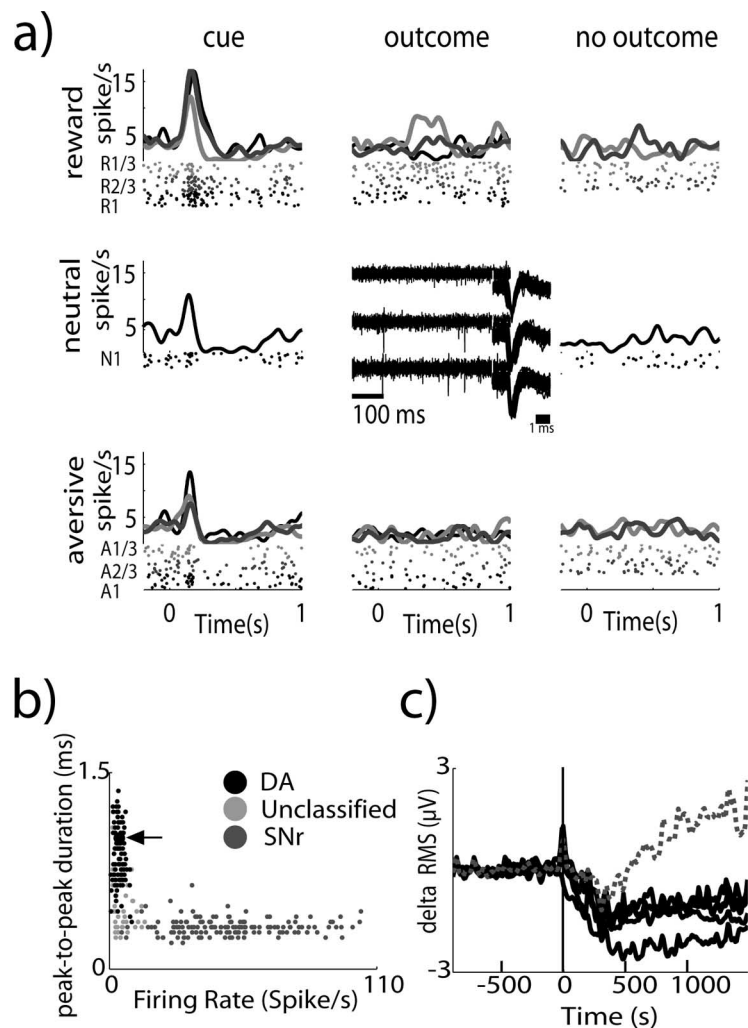 a)
cue outcome no outcome
reward
spike/s
15
5
R1/3
R2/3
R1
neutral
spike/s
15
5
N1
100 ms
1 ms
aversive
spike/s
15
5
A1/3
A2/3
A1
0 1 0 1 0 1
Time(s) Time(s) Time(s)
b)
peak-to-peak duration (ms)
1.5
0
DA
Unclassified
SNr
0 110
Firing Rate (Spike/s)
c)
delta RMS (μV)
3
-3
-500 0 500 1000
Time (s)